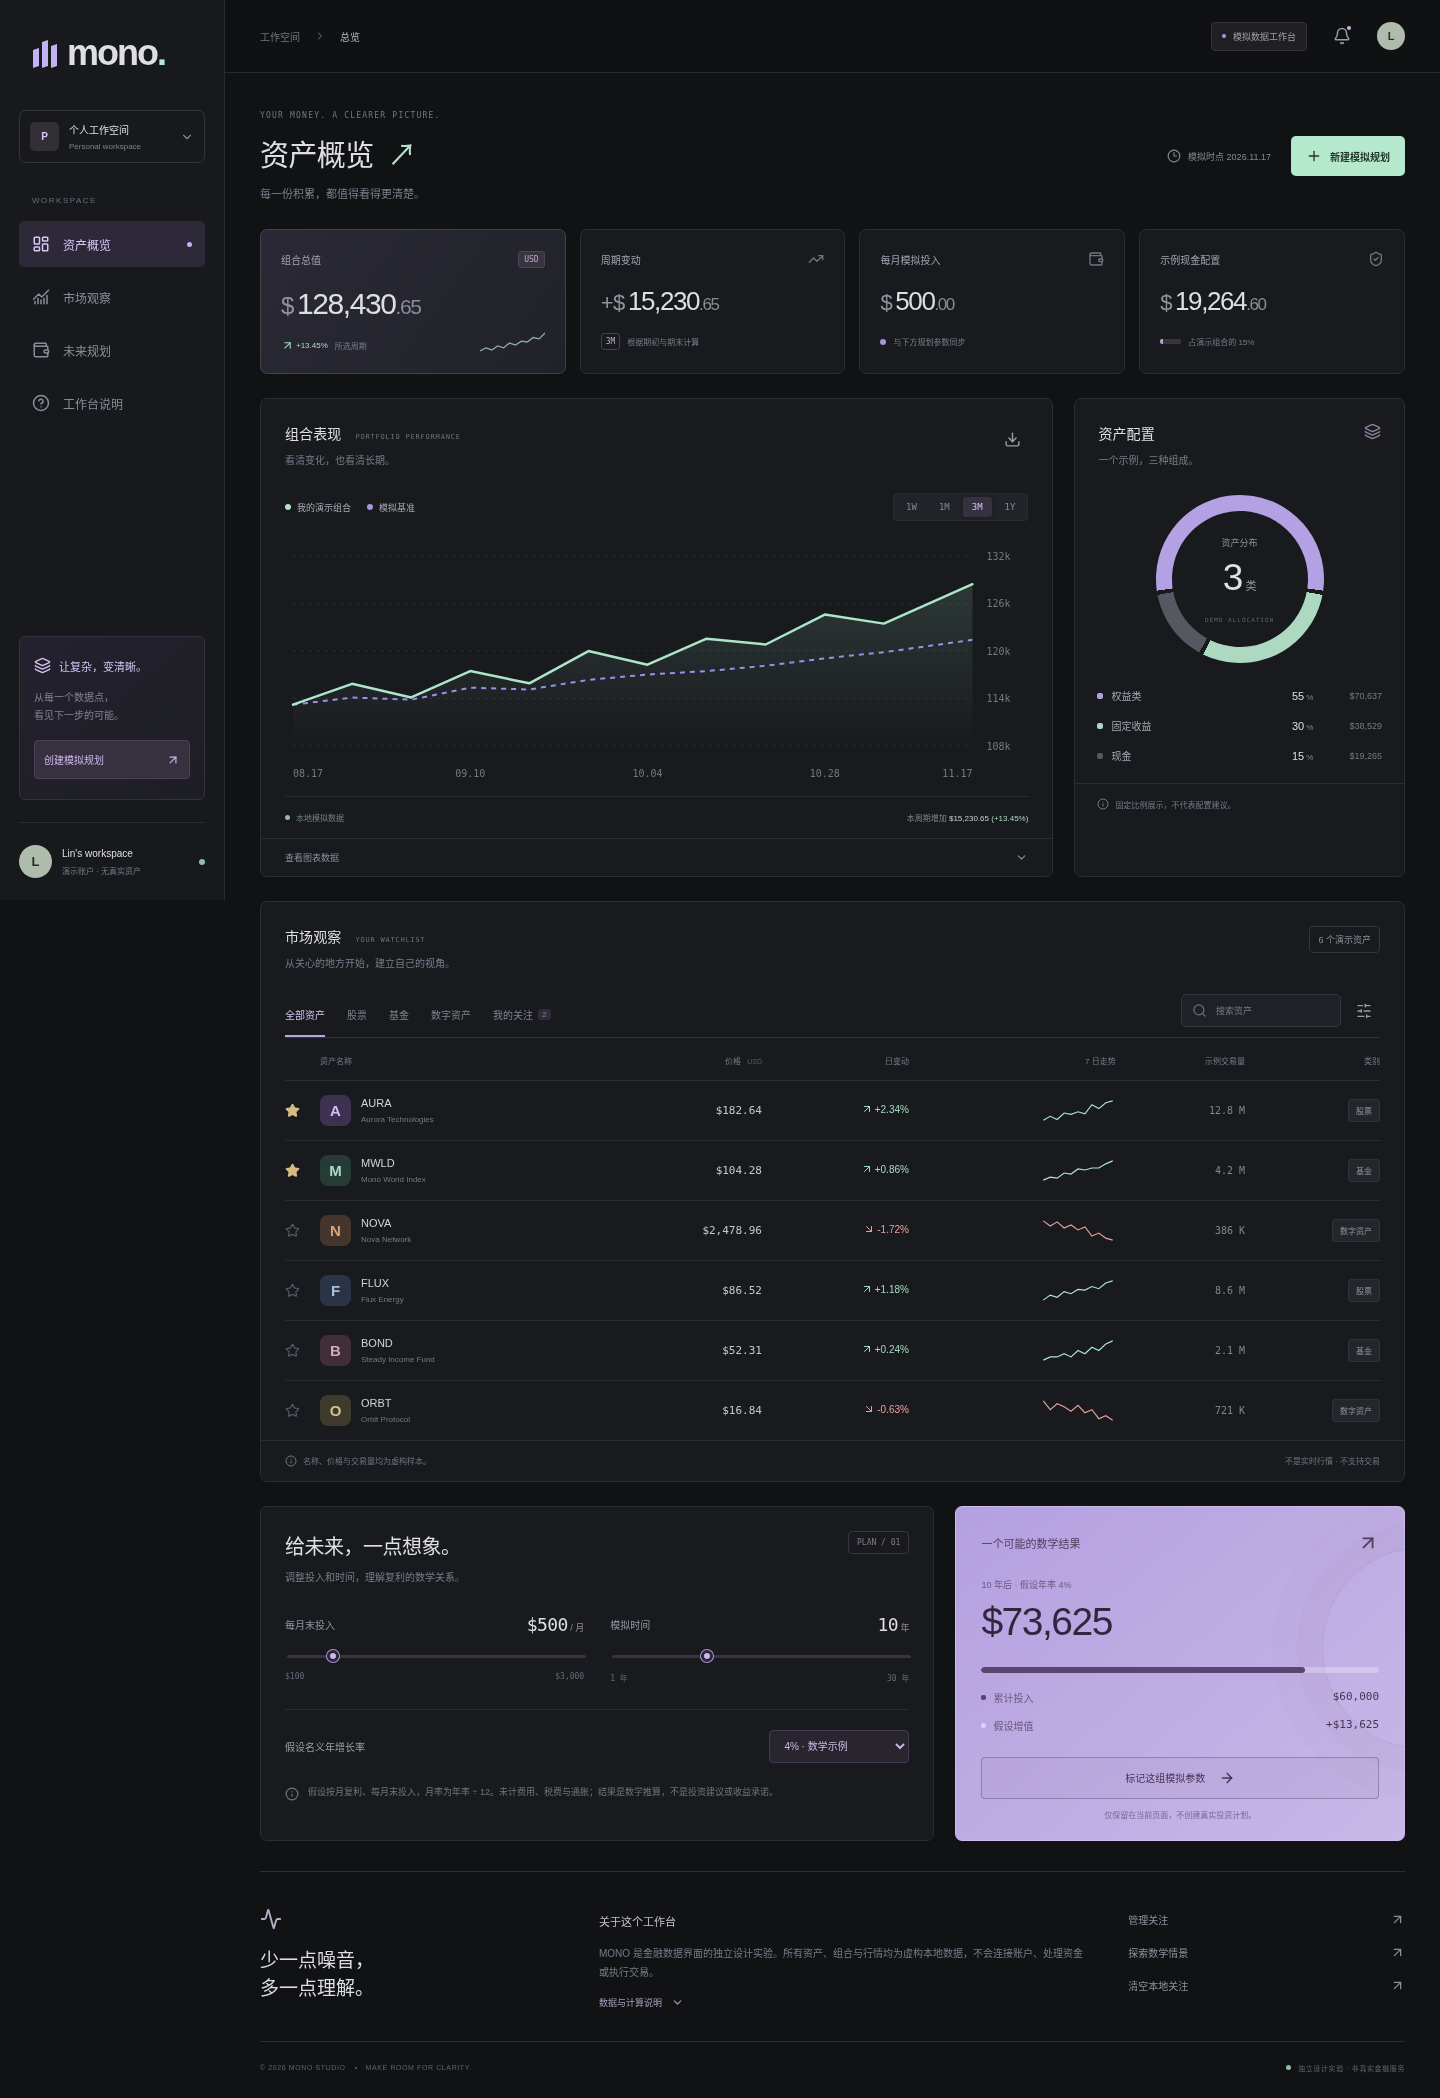 mono.
P
个人工作空间
Personal workspace
WORKSPACE
资产概览
市场观察
未来规划
工作台说明
让复杂，变清晰。
从每一个数据点，
看见下一步的可能。
创建模拟规划
L
Lin's workspace
演示账户 · 无真实资产
工作空间
总览
模拟数据工作台
L
YOUR MONEY. A CLEARER PICTURE.
资产概览
每一份积累，都值得看得更清楚。
模拟时点 2026.11.17
新建模拟规划
组合总值
USD
$128,430.65
+13.45% 所选周期
周期变动
+$15,230.65
3M 根据期初与期末计算
每月模拟投入
$500.00
与下方规划参数同步
示例现金配置
$19,264.60
占演示组合的 15%
组合表现 PORTFOLIO PERFORMANCE
看清变化，也看清长期。
我的演示组合
模拟基准
1W 1M 3M 1Y
132k
126k
120k
114k
108k
08.17 09.10 10.04 10.28 11.17
本地模拟数据
本周期增加 $15,230.65 (+13.45%)
查看图表数据
资产配置
一个示例，三种组成。
资产分布
3类
DEMO ALLOCATION
权益类 55 % $70,637
固定收益 30 % $38,529
现金 15 % $19,265
固定比例展示，不代表配置建议。
市场观察 YOUR WATCHLIST
从关心的地方开始，建立自己的视角。
6 个演示资产
全部资产 股票 基金 数字资产 我的关注 2
搜索资产
资产名称 价格 USD 日变动 7 日走势 示例交易量 类别
A AURA $182.64 +2.34% 12.8 M 股票
Aurora Technologies
M MWLD $104.28 +0.86% 4.2 M 基金
Mono World Index
N NOVA $2,478.96 -1.72% 386 K 数字资产
Nova Network
F FLUX $86.52 +1.18% 8.6 M 股票
Flux Energy
B BOND $52.31 +0.24% 2.1 M 基金
Steady Income Fund
O ORBT $16.84 -0.63% 721 K 数字资产
Orbit Protocol
名称、价格与交易量均为虚构样本。
不是实时行情 · 不支持交易
给未来，一点想象。
PLAN / 01
调整投入和时间，理解复利的数学关系。
每月末投入 $500 / 月
$100 $3,000
模拟时间 10 年
1 年 30 年
假设名义年增长率
4% · 数学示例
假设按月复利、每月末投入，月率为年率 ÷ 12。未计费用、税费与通胀；结果是数学推算，不是投资建议或收益承诺。
一个可能的数学结果
10 年后 · 假设年率 4%
$73,625
累计投入 $60,000
假设增值 +$13,625
标记这组模拟参数
仅保留在当前页面，不创建真实投资计划。
少一点噪音，
多一点理解。
关于这个工作台
MONO 是金融数据界面的独立设计实验。所有资产、组合与行情均为虚构本地数据，不会连接账户、处理资金
或执行交易。
数据与计算说明
管理关注
探索数学情景
清空本地关注
© 2026 MONO STUDIO • MAKE ROOM FOR CLARITY.
独立设计实验 · 非真实金融服务